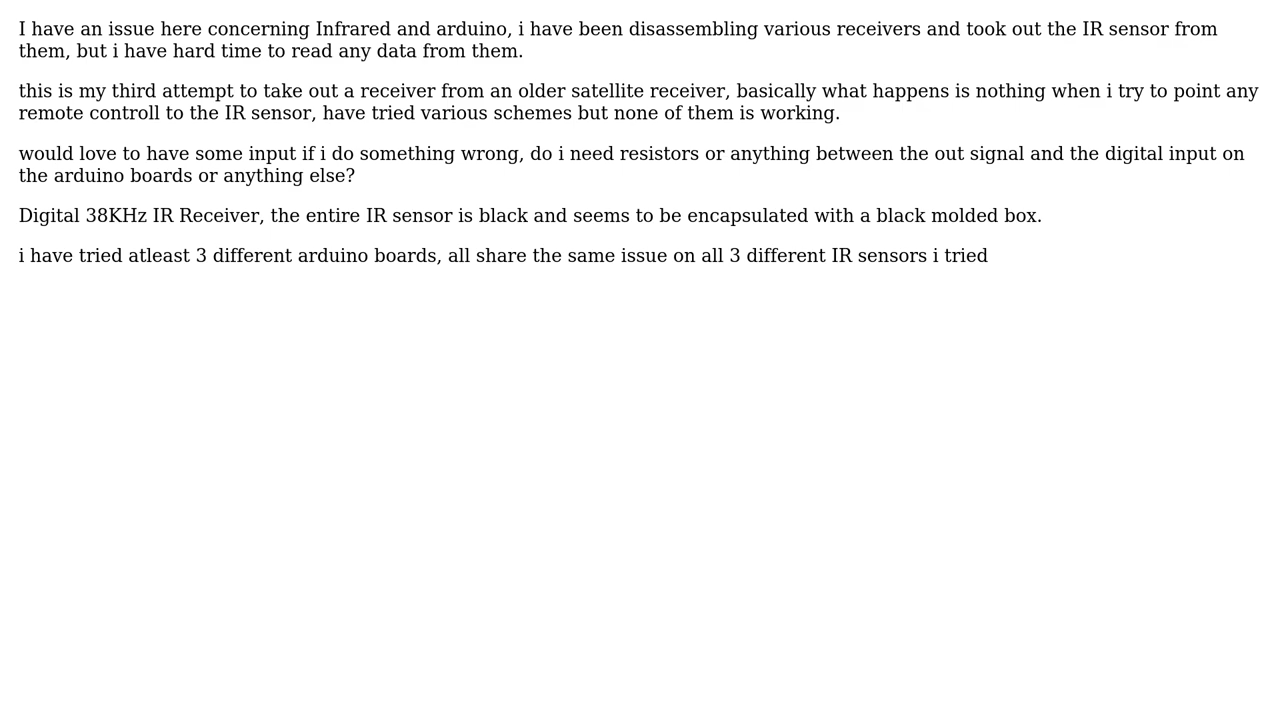 I have an issue here concerning Infrared and arduino, i have been disassembling various receivers and took out the IR sensor from
them, but i have hard time to read any data from them.
this is my third attempt to take out a receiver from an older satellite receiver, basically what happens is nothing when i try to point any
remote controll to the IR sensor, have tried various schemes but none of them is working.
would love to have some input if i do something wrong, do i need resistors or anything between the out signal and the digital input on
the arduino boards or anything else?
Digital 38KHz IR Receiver, the entire IR sensor is black and seems to be encapsulated with a black molded box.
i have tried atleast 3 different arduino boards, all share the same issue on all 3 different IR sensors i tried